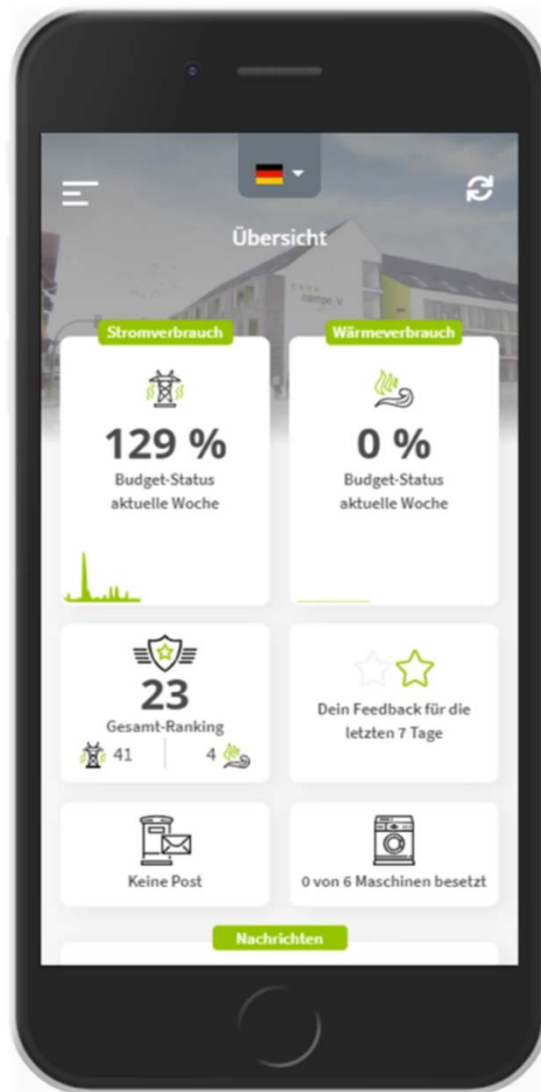 Übersicht
Stromverbrauch
129 %
Budget-Status
aktuelle Woche
Wärmeverbrauch
0 %
Budget-Status
aktuelle Woche
23
Gesamt-Ranking
41
4
Dein Feedback für die
letzten 7 Tage
Keine Post
0 von 6 Maschinen besetzt
Nachrichten